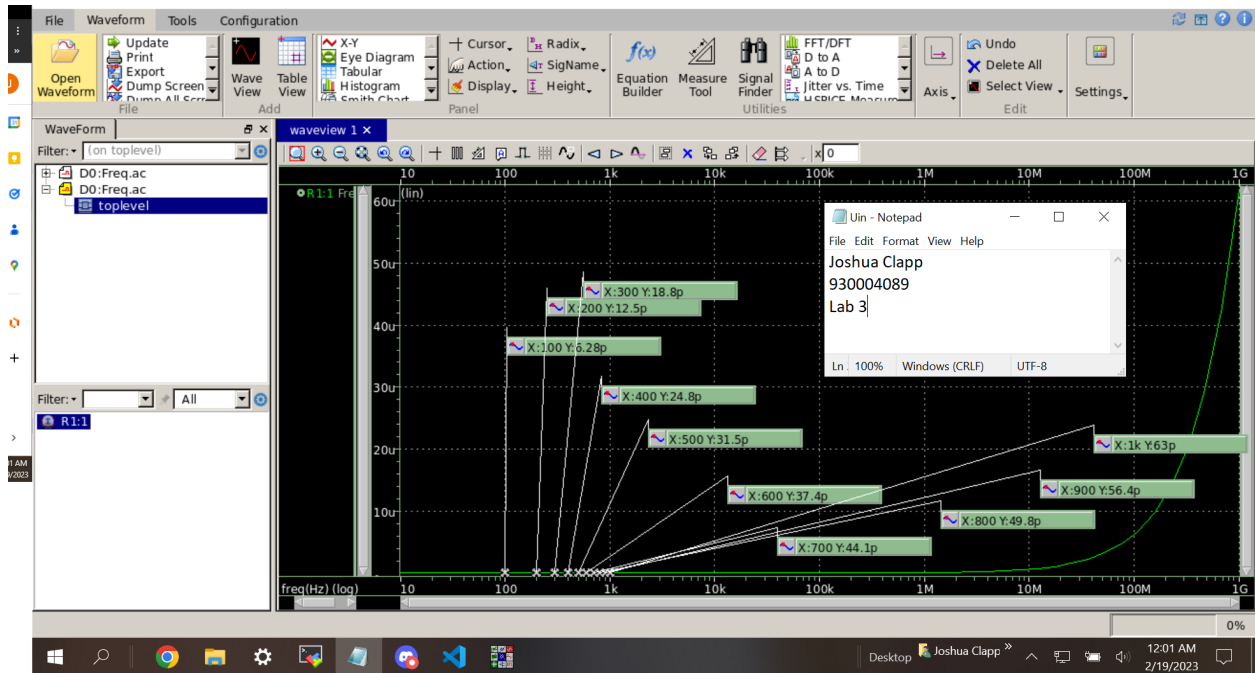 File Waveform Tools Configuration
Open Waveform
Update
Print
Export
Dump Screen
File
Wave View
Table View
Add
X-Y
Eye Diagram
Tabular
Histogram
Smith Chart
Cursor
Action
Display
Radix
SigName
Height
Panel
f(x)
Equation Builder
Measure Tool
Signal Finder
FFT/DFT
D to A
A to D
Jitter vs. Time
Utilities
Axis
Undo
Delete All
Select View
Edit
Settings
WaveForm
Filter: (on toplevel)
D0:Freq.ac
D0:Freq.ac
toplevel
Filter: All
R1:1
waveview 1
x 0
10 100 1k 10k 100k 1M 10M 100M 1G
R1:1 Fre
(lin)
60u
50u
40u
30u
20u
10u
X:300 Y:18.8p
X:200 Y:12.5p
X:100 Y:6.28p
X:400 Y:24.8p
X:500 Y:31.5p
X:1k Y:63p
X:900 Y:56.4p
X:600 Y:37.4p
X:800 Y:49.8p
X:700 Y:44.1p
freq(Hz) (log)
10 100 1k 10k 100k 1M 10M 100M 1G
Uin - Notepad
File Edit Format View Help
Joshua Clapp
930004089
Lab 3
Ln 100% Windows (CRLF) UTF-8
0%
Desktop
Joshua Clapp
12:01 AM
2/19/2023